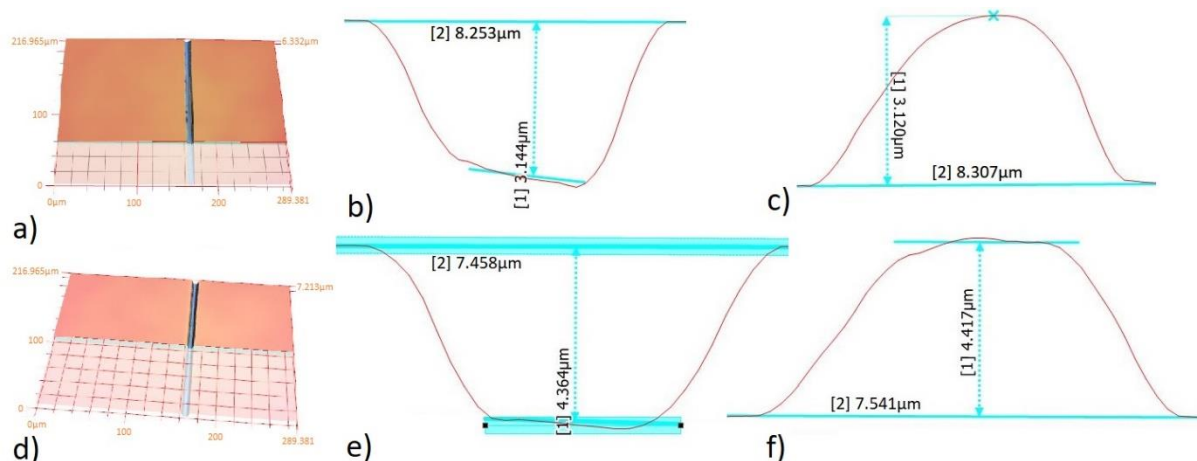 216.965μm
6.332μm
100
0
0μm
100
200
289.381
a)
[2] 8.253μm
[1] 3.144μm
b)
[1] 3.120μm
[2] 8.307μm
c)
216.965μm
7.213μm
100
0
0μm
100
200
289.381
d)
[2] 7.458μm
[1] 4.364μm
e)
[1] 4.417μm
[2] 7.541μm
f)